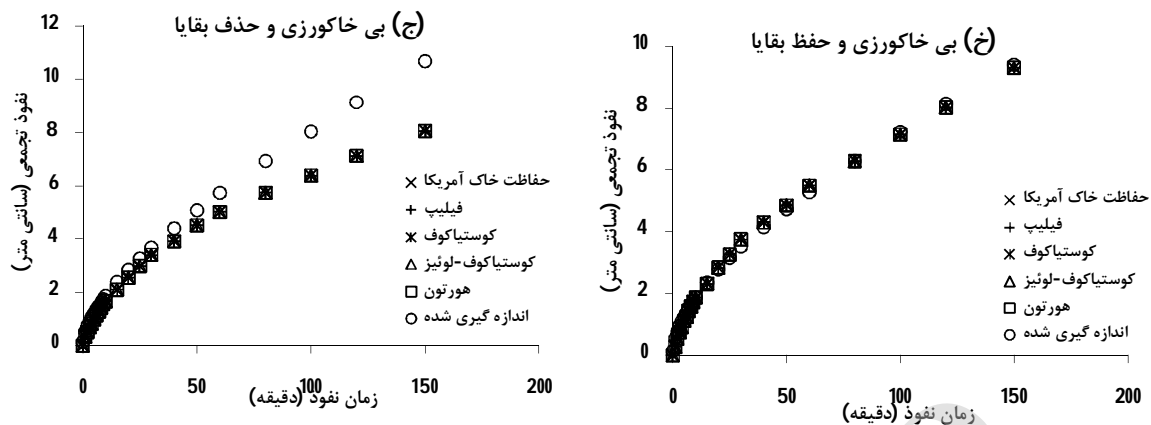 (ج) بی خاکورزی و حذف بقایا
نفوذ تجمعی (سانتی متر)
12
10
8
6
4
2
0
حفاظت خاک آمریکا
فیلیپ
کوستیاکوف
کوستیاکوف-لوئیز
هورتون
اندازه گیری شده
0
50
100
150
200
زمان نفوذ (دقیقه)
(خ) بی خاکورزی و حفظ بقایا
نفوذ تجمعی (سانتی متر)
10
8
6
4
2
0
حفاظت خاک آمریکا
فیلیپ
کوستیاکوف
کوستیاکوف-لوئیز
هورتون
اندازه گیری شده
0
50
100
150
200
زمان نفوذ (دقیقه)